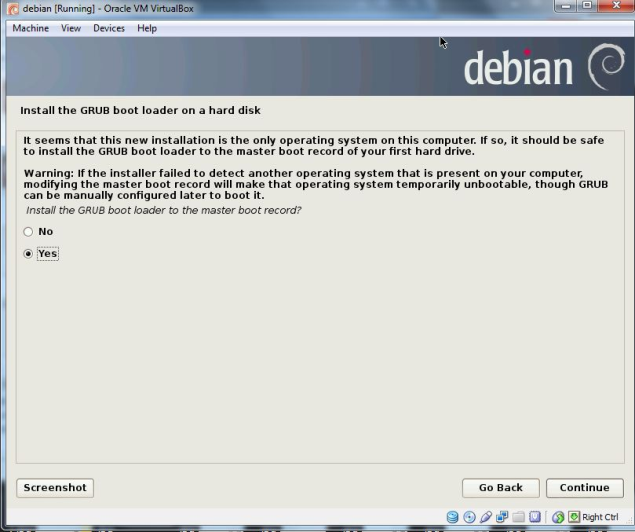 debian [Running] - Oracle VM VirtualBox
Machine View Devices Help
debian
Install the GRUB boot loader on a hard disk
It seems that this new installation is the only operating system on this computer. If so, it should be safe
to install the GRUB boot loader to the master boot record of your first hard drive.
Warning: If the installer failed to detect another operating system that is present on your computer,
modifying the master boot record will make that operating system temporarily unbootable, though GRUB
can be manually configured later to boot it.
Install the GRUB boot loader to the master boot record?
No
Yes
Screenshot
Go Back
Continue
Right Ctrl